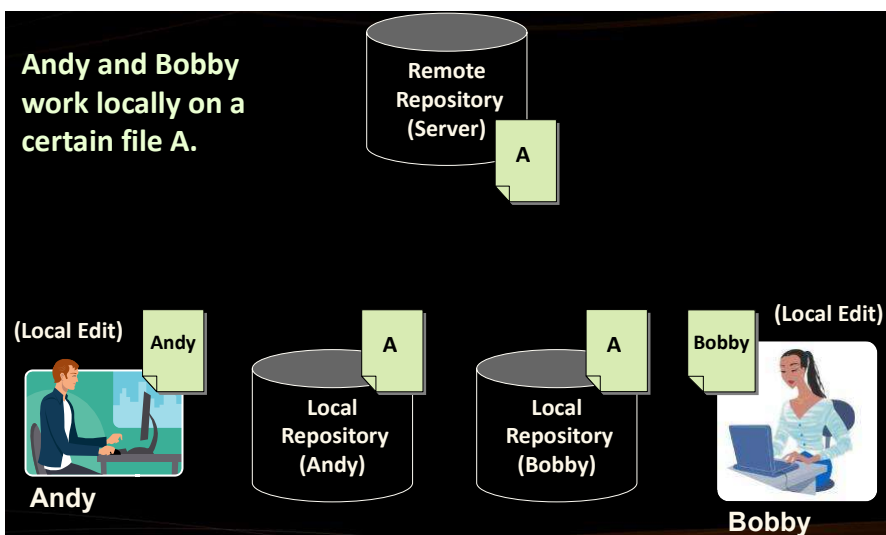 Andy and Bobby
work locally on a
certain file A.
Remote
Repository
(Server)
A
(Local Edit)
Andy
A
A
Bobby
(Local Edit)
Local
Repository
(Andy)
Local
Repository
(Bobby)
Andy
Bobby